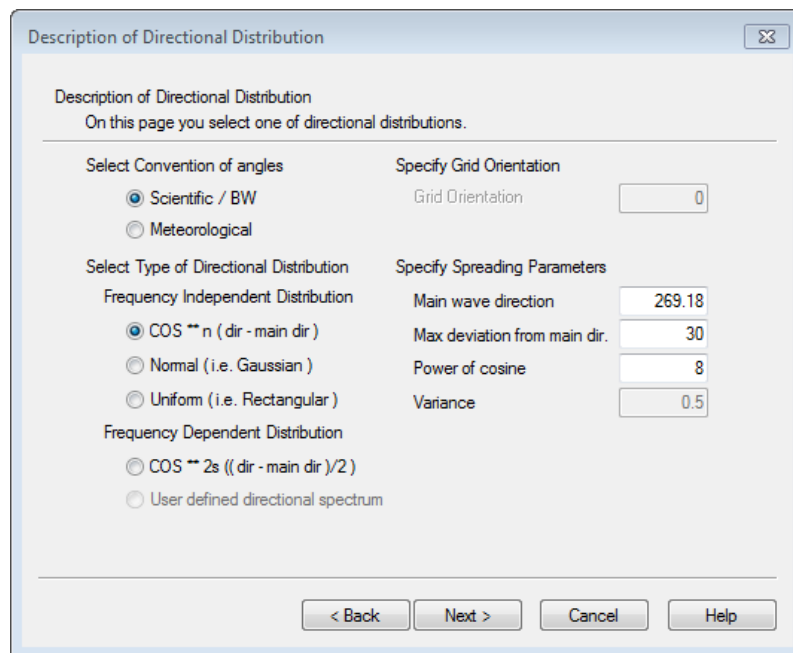 Description of Directional Distribution
Description of Directional Distribution
On this page you select one of directional distributions.
Select Convention of angles
Scientific / BW
Meteorological
Specify Grid Orientation
Grid Orientation 0
Select Type of Directional Distribution
Frequency Independent Distribution
COS ** n ( dir - main dir )
Normal ( i.e. Gaussian )
Uniform ( i.e. Rectangular )
Frequency Dependent Distribution
COS ** 2s (( dir - main dir )/2 )
User defined directional spectrum
Specify Spreading Parameters
Main wave direction 269.18
Max deviation from main dir. 30
Power of cosine 8
Variance 0.5
< Back Next > Cancel Help